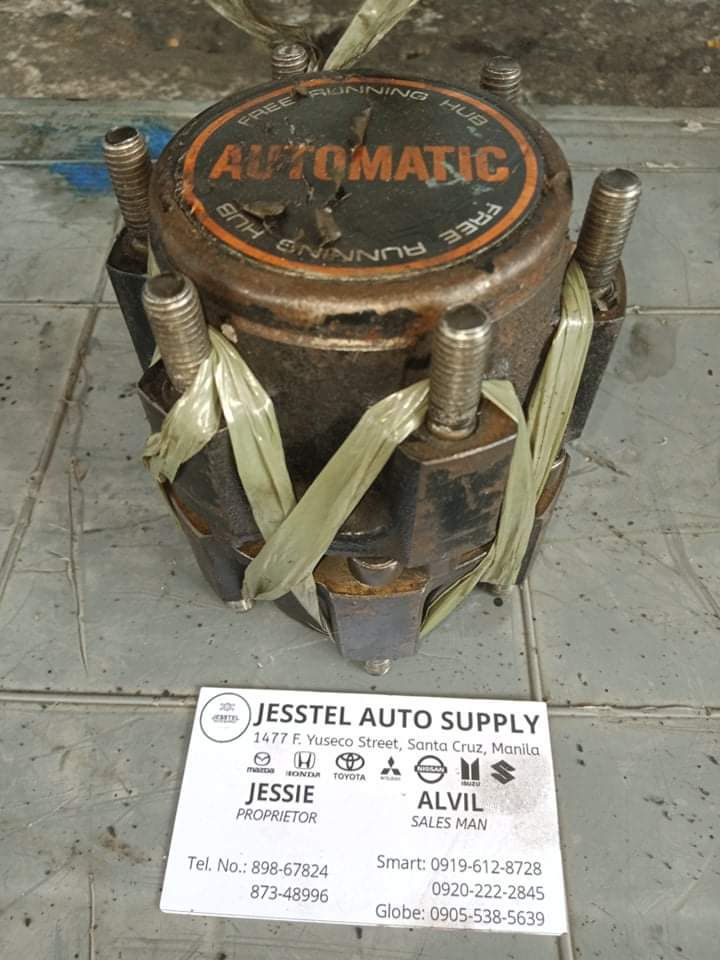 FREE RUNNING HUB
AUTOMATIC
FREE RUNNING HUB
JESSTEL
JESSTEL AUTO SUPPLY
1477 F. Yuseco Street, Santa Cruz, Manila
mazda HONDA TOYOTA MITSUBISHI NISSAN ISUZU
JESSIE ALVIL
PROPRIETOR SALES MAN
Tel. No.: 898-67824 Smart: 0919-612-8728
873-48996 0920-222-2845
Globe: 0905-538-5639